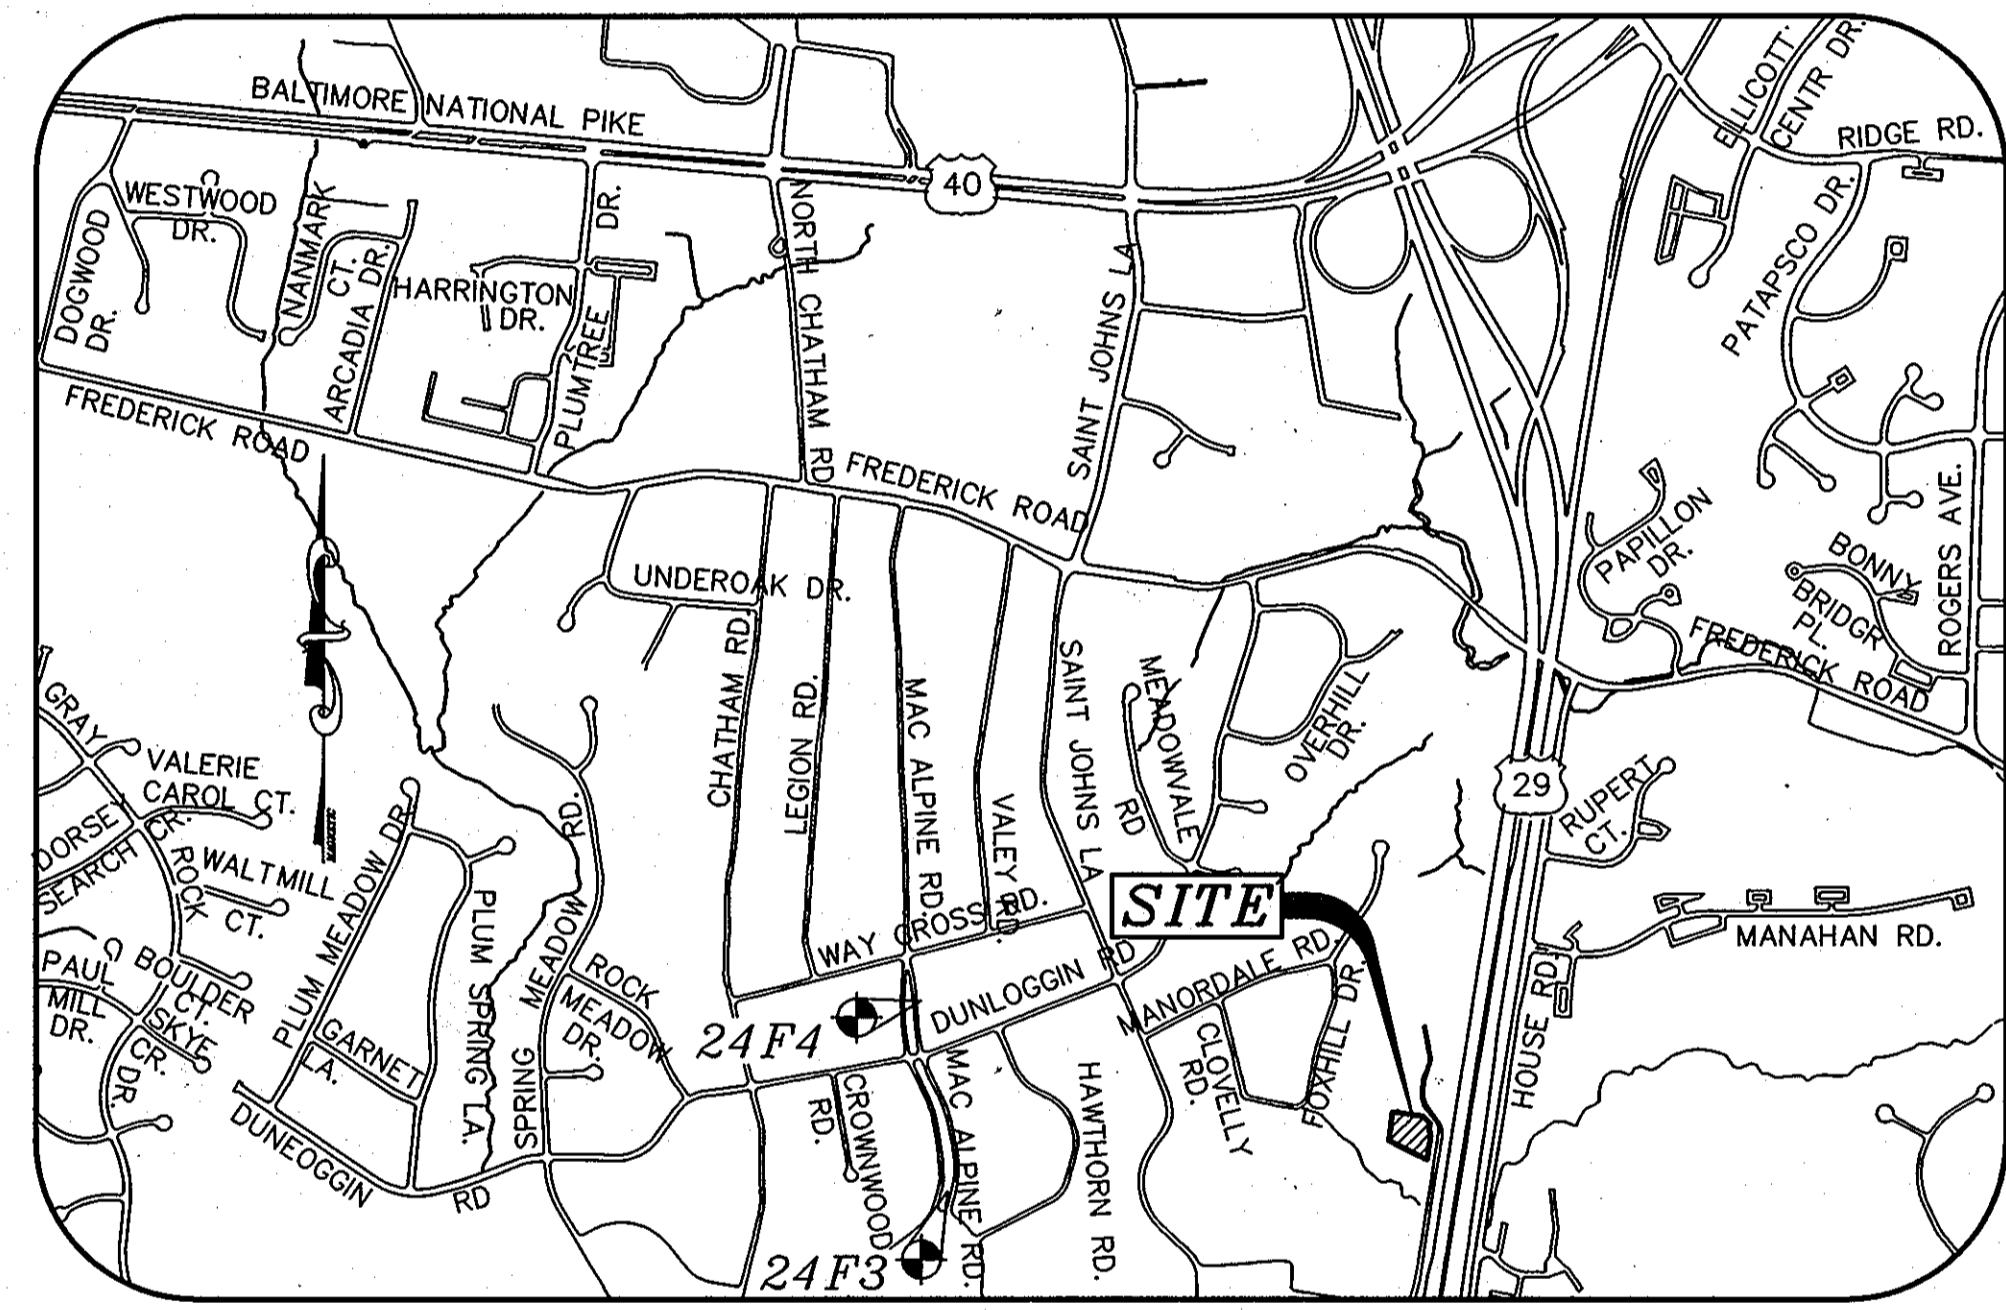 BALTIMORE NATIONAL PIKE
40
ELLICOTT
CENTR DR.
RIDGE RD.
WESTWOOD
DR.
NANMARK
CT.
DOGWOOD
DR.
ARCADIA DR.
HARRINGTON
DR.
PLUMTREE DR.
NORTH CHATHAM RD
SAINT JOHNS LA
PATAPSCO DR.
FREDERICK ROAD
FREDERICK ROAD
PAPILLON
DR.
BONNY
BRIDGR
PL.
ROGERS AVE.
FREDERICK ROAD
UNDEROAK DR.
CHATHAM RD.
LEGION RD.
MAC ALPINE RD.
VALEY RD.
SAINT JOHNS LA
MEADOWVALE
RD
OVERHILL
DR.
29
RUPERT
CT.
GRAY
ROCK
DR.
VALERIE
CAROL CT.
DORSEY
SEARCH
CR.
WALTMILL
CT.
PLUM MEADOW DR.
PLUM SPRING LA.
SPRING MEADOW RD.
ROCK
MEADOW
DR.
WAY CROSS RD.
SITE
MANORDALE RD.
MANAHAN RD.
PAUL
MILL
DR.
BOULDER
CT.
SKYE
CR.
GARNET
LA.
24F4
DUNLOGGIN RD
CLOVELLY
RD.
FOXHILL DR.
HOUSE RD.
DUNEOGGIN RD
CROWNWOOD
RD.
MAC ALPINE RD.
HAWTHORN RD.
24F3